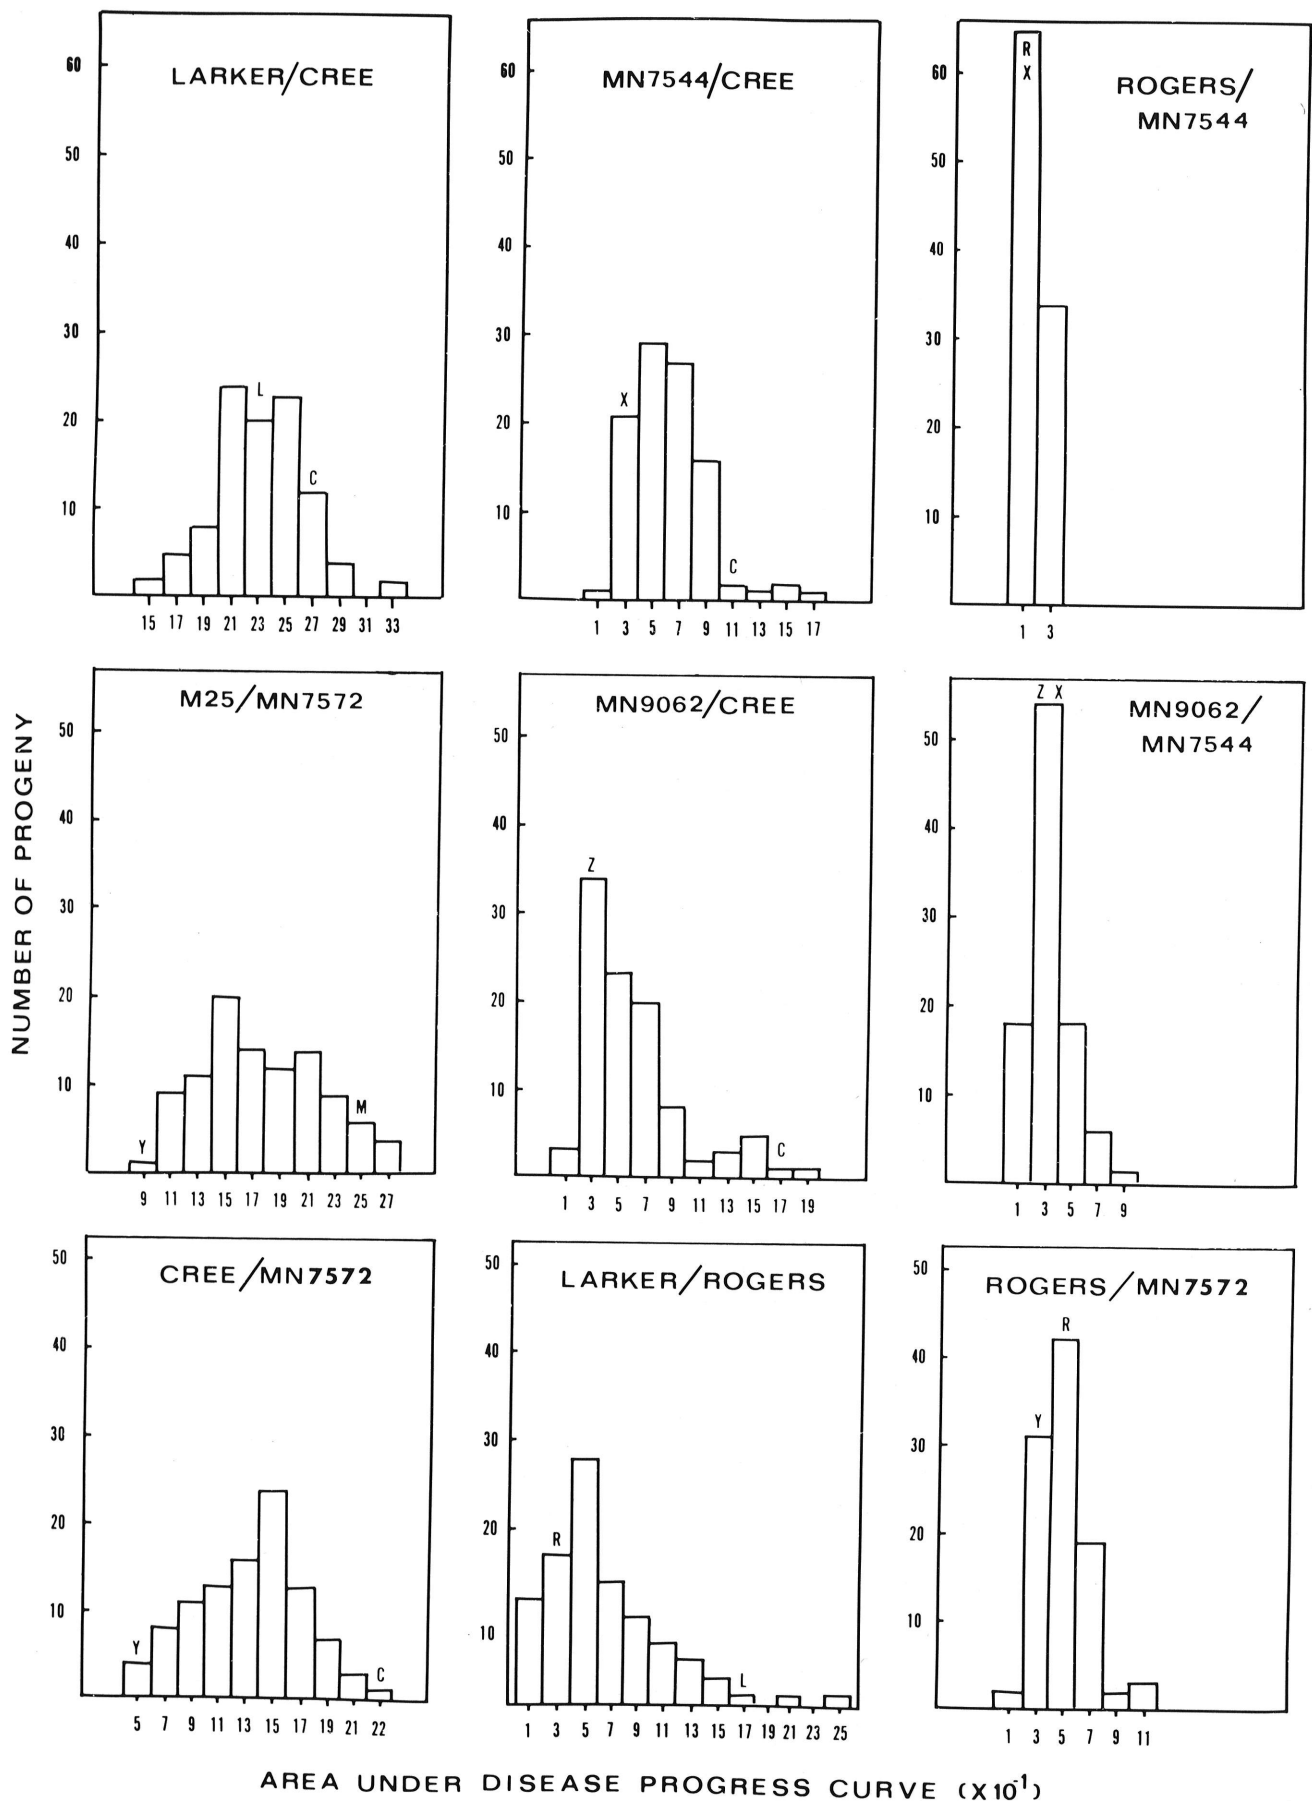 LARKER/CREE
60
50
40
30
20
10
L
C
15 17 19 21 23 25 27 29 31 33
MN7544/CREE
60
50
40
30
20
10
X
C
1 3 5 7 9 11 13 15 17
ROGERS/
MN7544
60
50
40
30
20
10
R
X
1 3
NUMBER OF PROGENY
M25/MN7572
50
40
30
20
10
Y
M
9 11 13 15 17 19 21 23 25 27
MN9062/CREE
50
40
30
20
10
Z
C
1 3 5 7 9 11 13 15 17 19
MN9062/
MN7544
50
40
30
20
10
Z X
1 3 5 7 9
CREE/MN7572
50
40
30
20
10
Y
C
5 7 9 11 13 15 17 19 21 22
LARKER/ROGERS
50
40
30
20
10
R
L
1 3 5 7 9 11 13 15 17 19 21 23 25
ROGERS/MN7572
50
40
30
20
10
R
Y
1 3 5 7 9 11
AREA UNDER DISEASE PROGRESS CURVE (X10⁻¹)